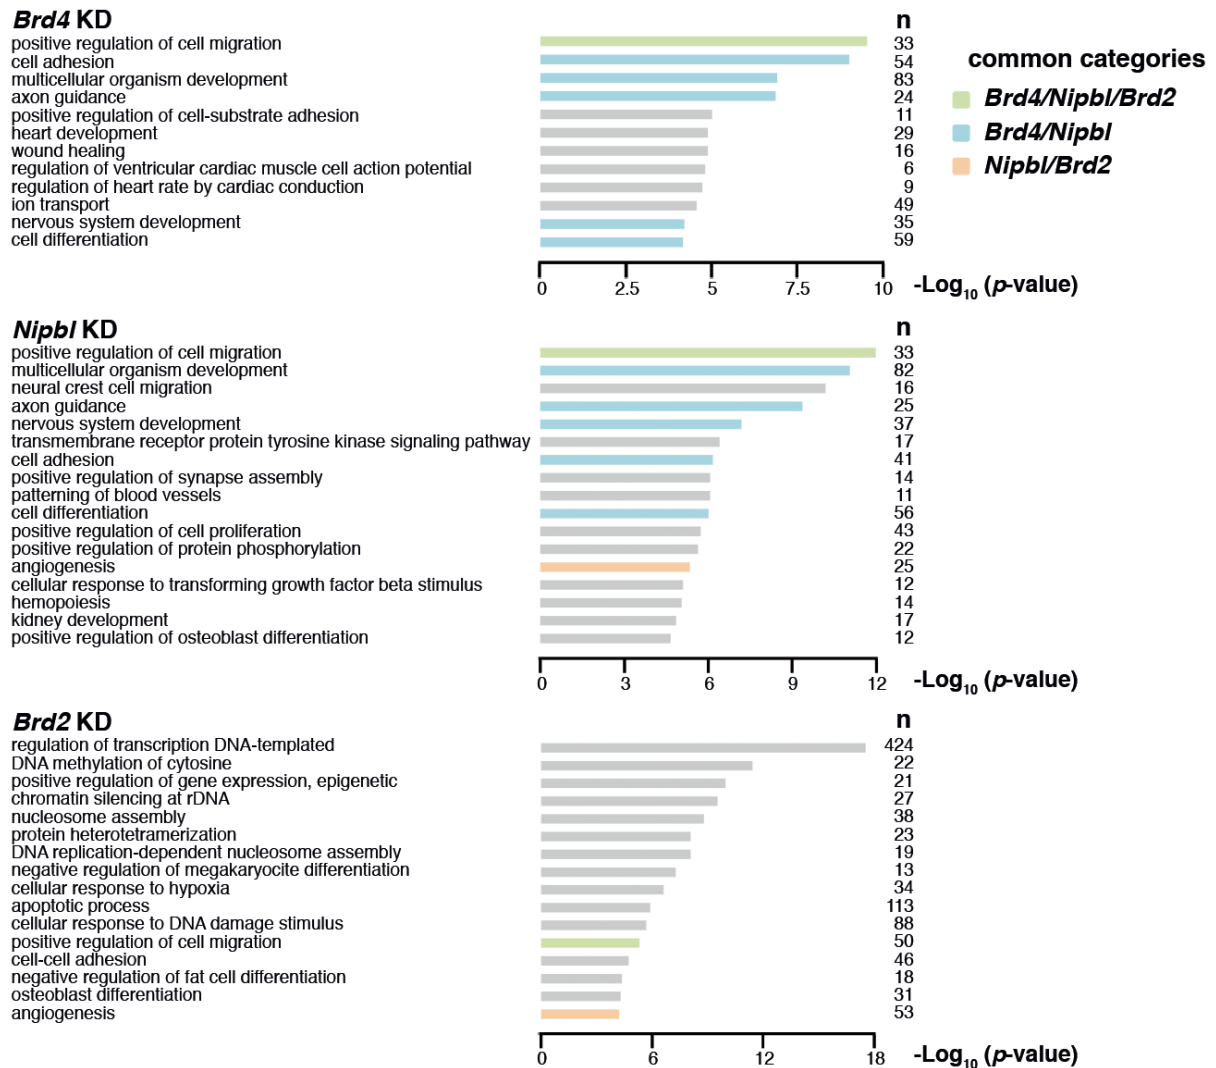 Brd4 KD n
positive regulation of cell migration 33
cell adhesion 54
multicellular organism development 83
axon guidance 24
positive regulation of cell-substrate adhesion 11
heart development 29
wound healing 16
regulation of ventricular cardiac muscle cell action potential 6
regulation of heart rate by cardiac conduction 9
ion transport 49
nervous system development 35
cell differentiation 59
0 2.5 5 7.5 10 -Log10 (p-value)
common categories
Brd4/Nipbl/Brd2
Brd4/Nipbl
Nipbl/Brd2
Nipbl KD n
positive regulation of cell migration 33
multicellular organism development 82
neural crest cell migration 16
axon guidance 25
nervous system development 37
transmembrane receptor protein tyrosine kinase signaling pathway 17
cell adhesion 41
positive regulation of synapse assembly 14
patterning of blood vessels 11
cell differentiation 56
positive regulation of cell proliferation 43
positive regulation of protein phosphorylation 22
angiogenesis 25
cellular response to transforming growth factor beta stimulus 12
hemopoiesis 14
kidney development 17
positive regulation of osteoblast differentiation 12
0 3 6 9 12 -Log10 (p-value)
Brd2 KD n
regulation of transcription DNA-templated 424
DNA methylation of cytosine 22
positive regulation of gene expression, epigenetic 21
chromatin silencing at rDNA 27
nucleosome assembly 38
protein heterotetramerization 23
DNA replication-dependent nucleosome assembly 19
negative regulation of megakaryocite differentiation 13
cellular response to hypoxia 34
apoptotic process 113
cellular response to DNA damage stimulus 88
positive regulation of cell migration 50
cell-cell adhesion 46
negative regulation of fat cell differentiation 18
osteoblast differentiation 31
angiogenesis 53
0 6 12 18 -Log10 (p-value)